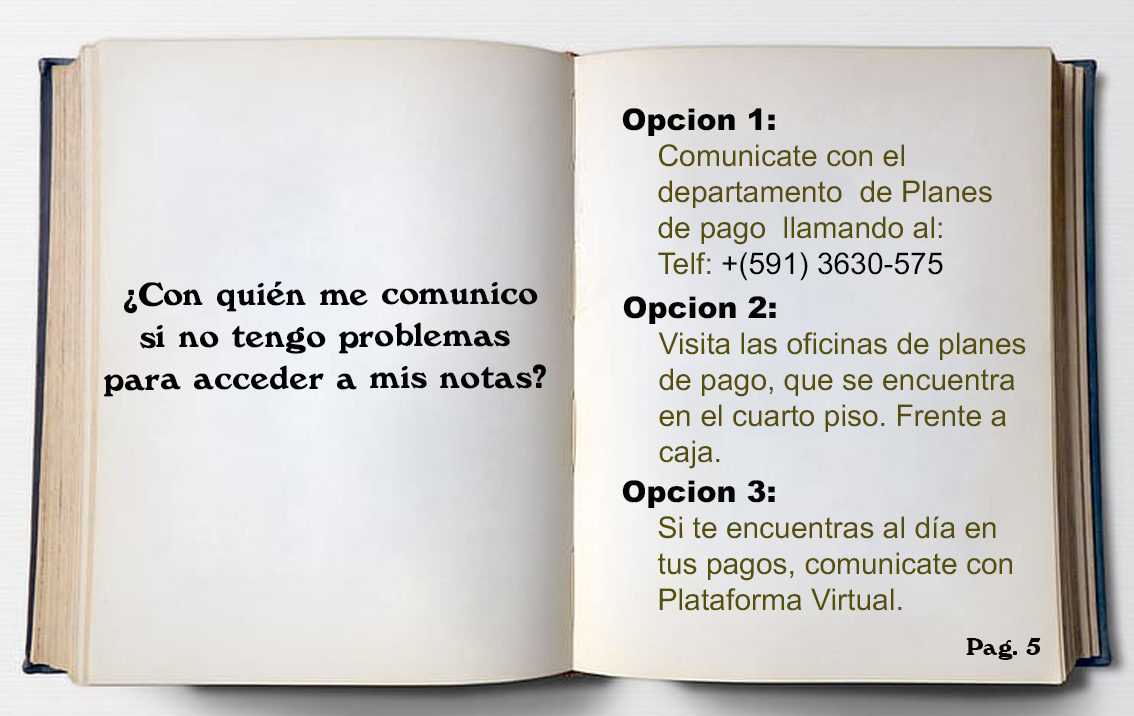 ¿Con quién me comunico
si no tengo problemas
para acceder a mis notas?
Opcion 1:
Comunicate con el
departamento de Planes
de pago llamando al:
Telf: +(591) 3630-575
Opcion 2:
Visita las oficinas de planes
de pago, que se encuentra
en el cuarto piso. Frente a
caja.
Opcion 3:
Si te encuentras al día en
tus pagos, comunicate con
Plataforma Virtual.
Pag. 5